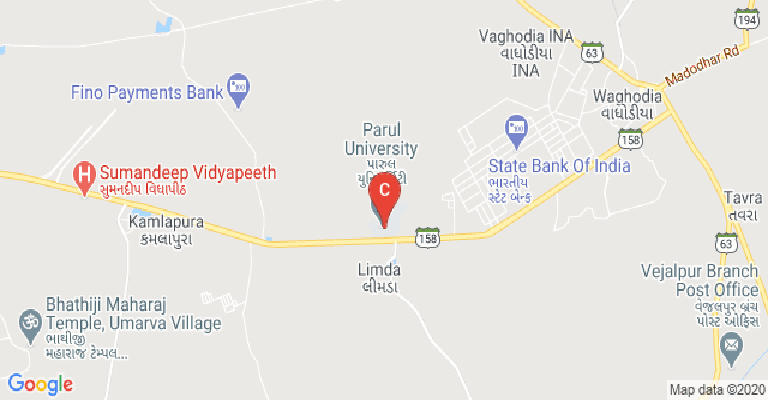 194
Vaghodia INA
વાઘોડીયા
INA
63
Madodhar Rd
Fino Payments Bank
Waghodia
વાઘોડીયા
Parul
University
પારુલ
158
State Bank Of India
ભારતીય
સ્ટેટ બેન્ક
H
Sumandeep Vidyapeeth
સુમનદીપ વિદ્યાપીઠ
C
Tavra
તવરા
Kamlapura
કમલાપુરા
158
63
Limda
લીમડા
Vejalpur Branch
Post Office
વેજલપુર બ્રચ
પોસ્ટ ઓફિસ
Bhathiji Maharaj
Temple, Umarva Village
ભાથીજી
મહારાજ ટેમ્પલ...
Google
Map data ©2020